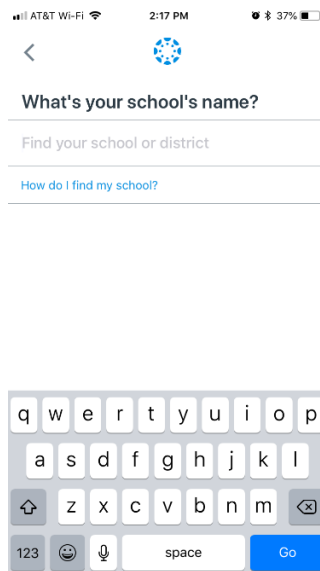 AT&T Wi-Fi 2:17 PM 37%
What's your school's name?
Find your school or district
How do I find my school?
q w e r t y u i o p
a s d f g h j k l
z x c v b n m
123 space Go